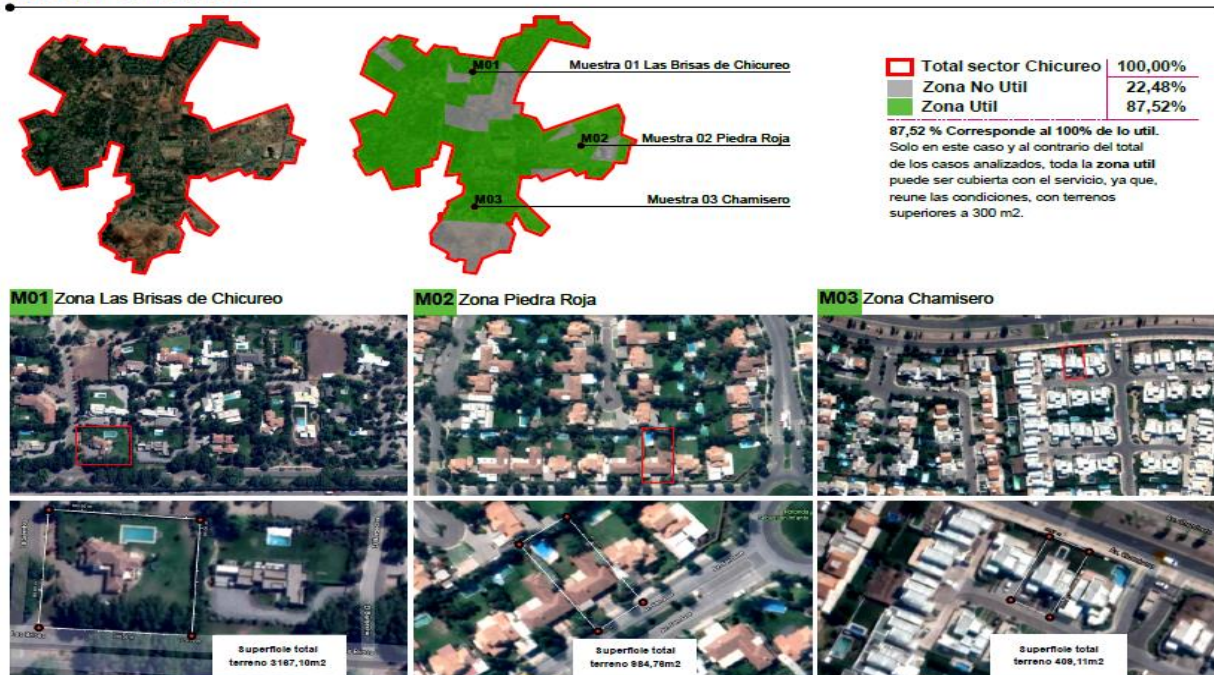 M01
Muestra 01 Las Brisas de Chicureo
M02
Muestra 02 Piedra Roja
M03
Muestra 03 Chamisero
Total sector Chicureo 100,00%
Zona No Util 22,48%
Zona Util 87,52%
87,52 % Corresponde al 100% de lo util.
Solo en este caso y al contrario del total
de los casos analizados, toda la zona util
puede ser cubierta con el servicio, ya que,
reune las condiciones, con terrenos
superiores a 300 m2.
M01 Zona Las Brisas de Chicureo
M02 Zona Piedra Roja
M03 Zona Chamisero
Las Brisas
Superficie total
terreno 3167,10m2
Superficie total
terreno 984,76m2
Superficie total
terreno 409,11m2